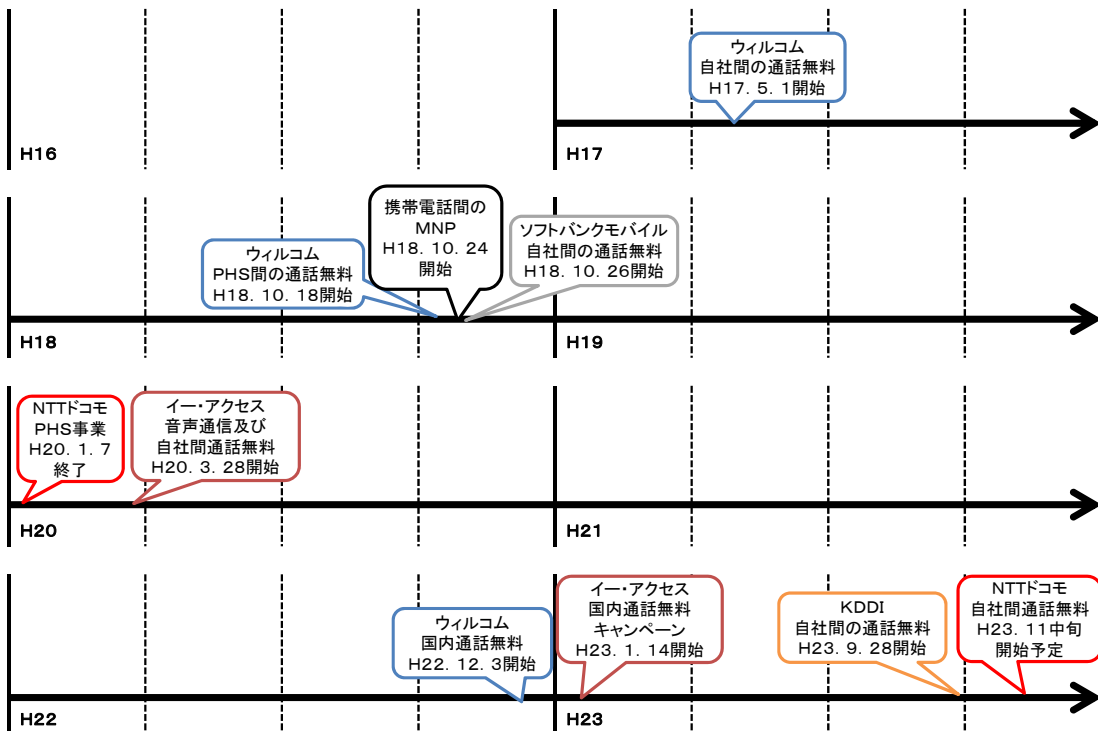 ウィルコム
自社間の通話無料
H17. 5. 1開始
H16
H17
ウィルコム
PHS間の通話無料
H18. 10. 18開始
携帯電話間の
MNP
H18. 10. 24
開始
ソフトバンクモバイル
自社間の通話無料
H18. 10. 26開始
H18
H19
NTTドコモ
PHS事業
H20. 1. 7
終了
イー・アクセス
音声通信及び
自社間通話無料
H20. 3. 28開始
H20
H21
ウィルコム
国内通話無料
H22. 12. 3開始
イー・アクセス
国内通話無料
キャンペーン
H23. 1. 14開始
KDDI
自社間の通話無料
H23. 9. 28開始
NTTドコモ
自社間通話無料
H23. 11中旬
開始予定
H22
H23